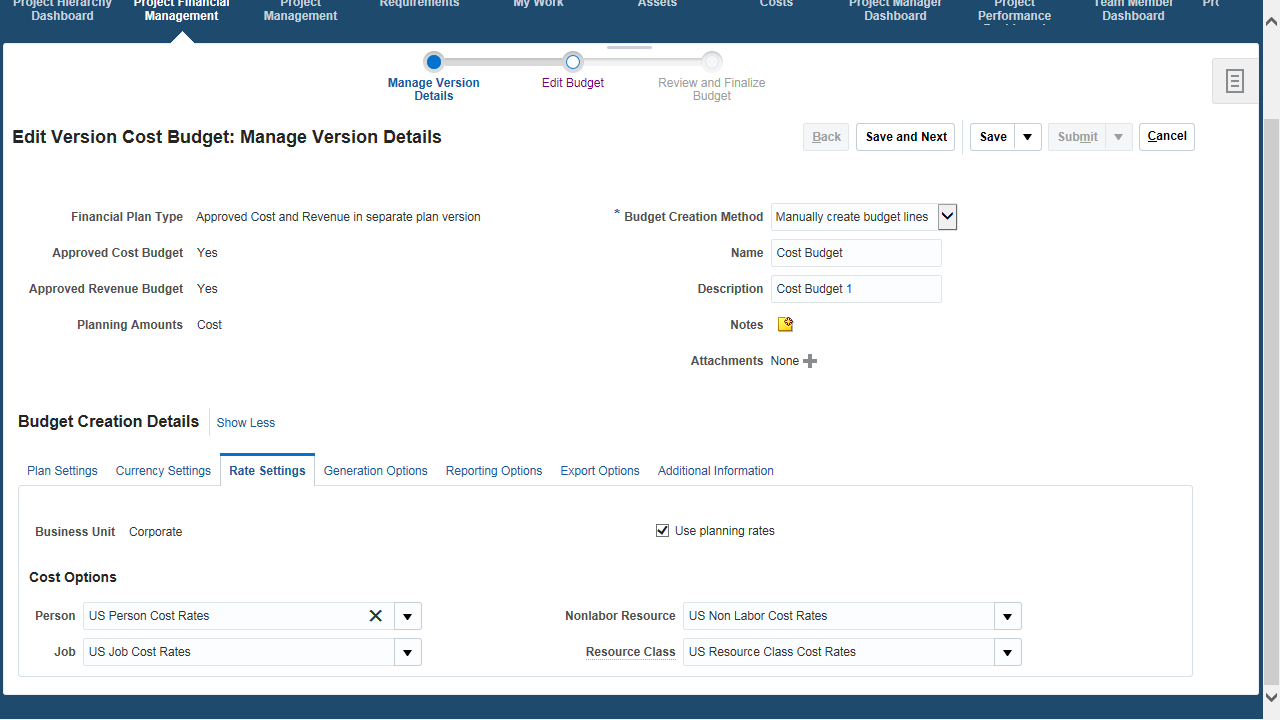 Project Hierarchy Dashboard
Project Financial Management
Project Management
Requirements
My Work
Assets
Costs
Project Manager Dashboard
Project Performance
Team Member Dashboard
Manage Version Details
Edit Budget
Review and Finalize Budget
Edit Version Cost Budget: Manage Version Details
Back
Save and Next
Save
Submit
Cancel
Financial Plan Type Approved Cost and Revenue in separate plan version
* Budget Creation Method Manually create budget lines
Approved Cost Budget Yes
Name Cost Budget
Approved Revenue Budget Yes
Description Cost Budget 1
Planning Amounts Cost
Notes
Attachments None
Budget Creation Details Show Less
Plan Settings
Currency Settings
Rate Settings
Generation Options
Reporting Options
Export Options
Additional Information
Business Unit Corporate
Use planning rates
Cost Options
Person US Person Cost Rates
Nonlabor Resource US Non Labor Cost Rates
Job US Job Cost Rates
Resource Class US Resource Class Cost Rates